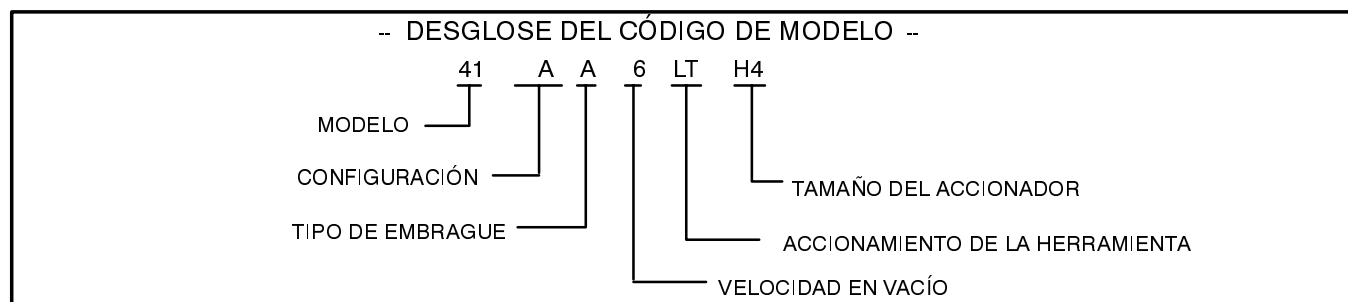 -- DESGLOSE DEL CÓDIGO DE MODELO --
41 A A 6 LT H4
MODELO
CONFIGURACIÓN
TAMAÑO DEL ACCIONADOR
TIPO DE EMBRAGUE
ACCIONAMIENTO DE LA HERRAMIENTA
VELOCIDAD EN VACÍO